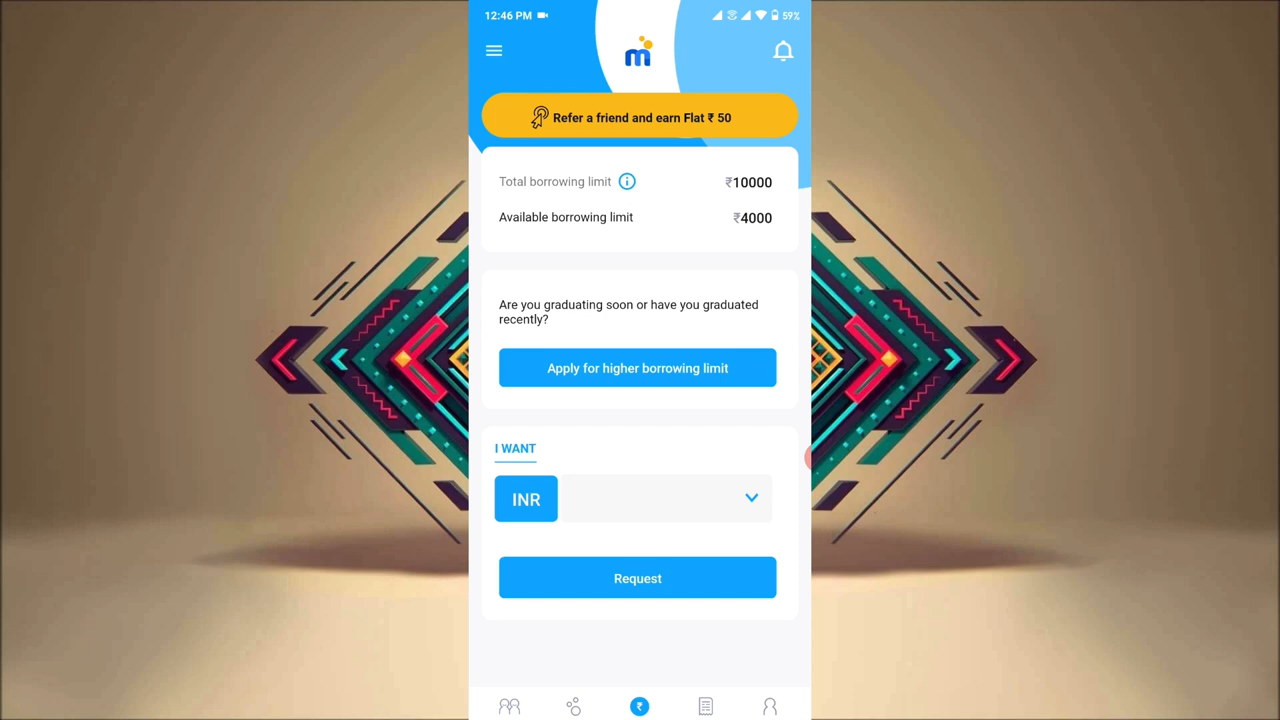 12:46 PM 59%
m
Refer a friend and earn Flat ₹ 50
Total borrowing limit ₹10000
Available borrowing limit ₹4000
Are you graduating soon or have you graduated
recently?
Apply for higher borrowing limit
I WANT
INR
Request
₹